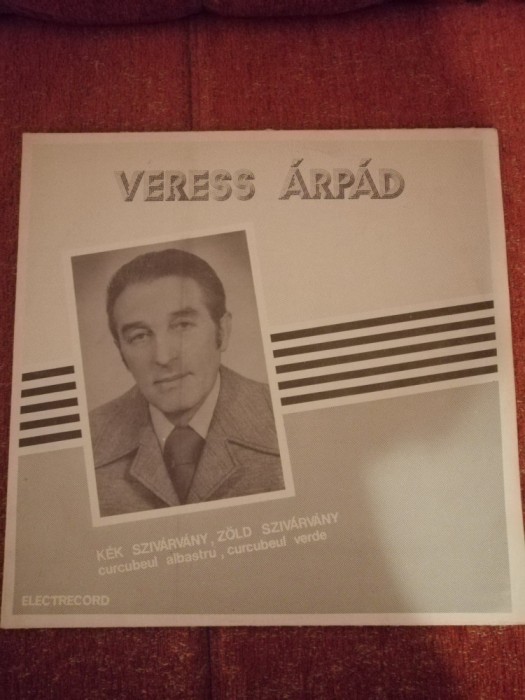 VERESS ÁRPÁD
KÉK SZIVÁRVÁNY, ZÖLD SZIVÁRVÁNY
curcubeul albastru, curcubeul verde
ELECTRECORD